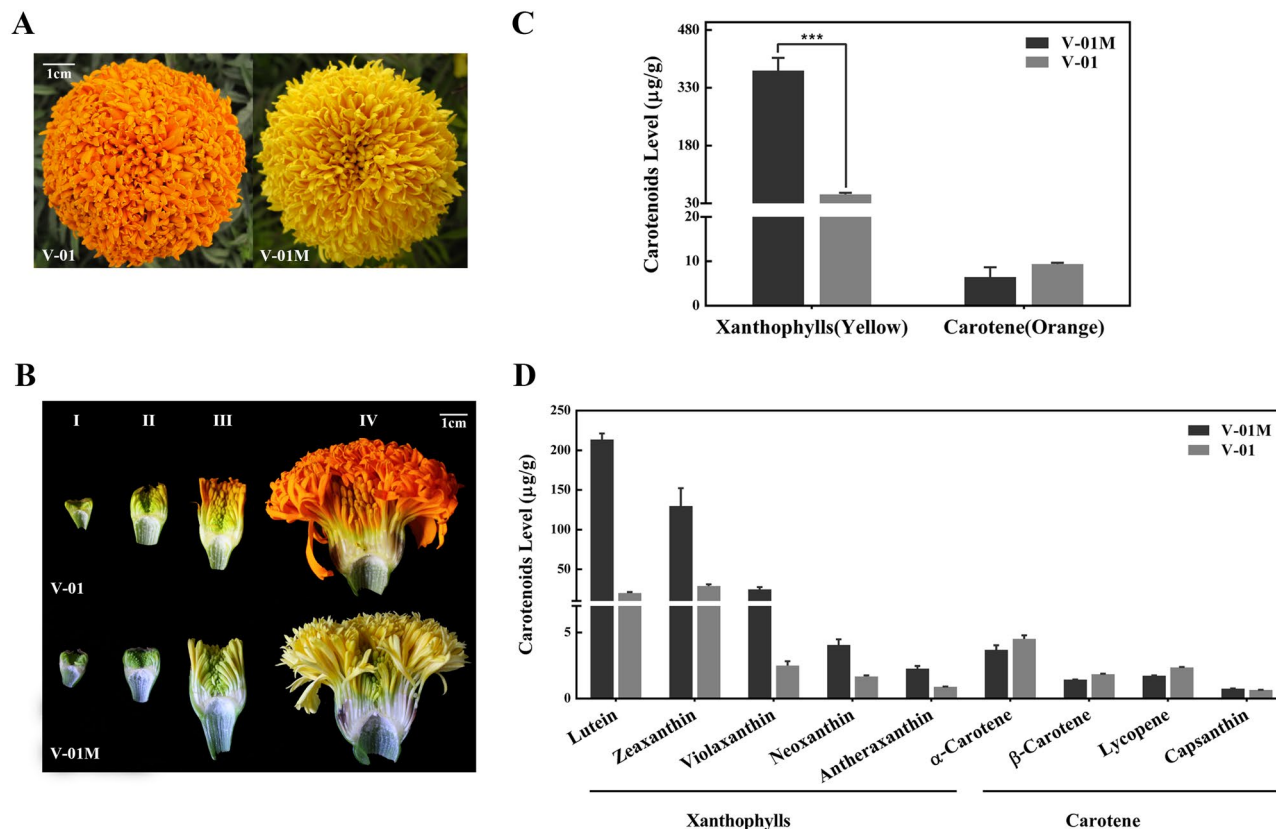 A
1cm
V-01
V-01M
B
I
II
III
IV
1cm
V-01
V-01M
C
Carotenoids Level (µg/g)
480
330
180
30
20
10
0
***
V-01M
V-01
Xanthophylls(Yellow)
Carotene(Orange)
D
Carotenoids Level (µg/g)
250
200
150
100
50
5
0
V-01M
V-01
Lutein
Zeaxanthin
Violaxanthin
Neoxanthin
Antheraxanthin
α-Carotene
β-Carotene
Lycopene
Capsanthin
Xanthophylls
Carotene